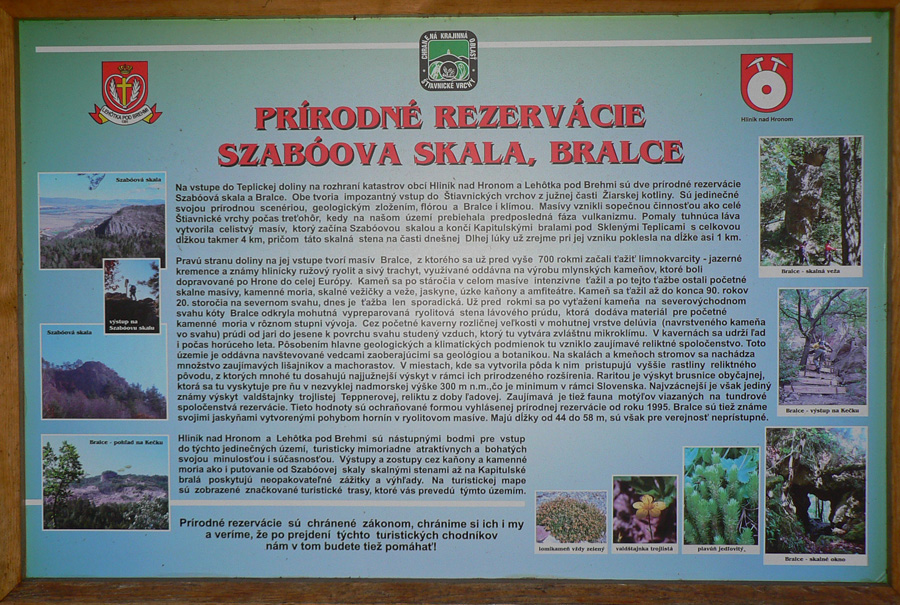 CHRÁNENÁ KRAJINNÁ OBLASŤ
ŠTIAVNICKÉ VRCHY
LEHÔTKA POD BREHMI
Hliník nad Hronom
PRÍRODNÉ REZERVÁCIE
SZABÓOVA SKALA, BRALCE
Szabóova skala
výstup na
Szabóovu skalu
Szabóova skala
Bralce - pohľad na Kečku
Na vstupe do Teplickej doliny na rozhraní katastrov obcí Hliník nad Hronom a Lehôtka pod Brehmi sú dve prírodné rezervácie
Szabóova skala a Bralce. Obe tvoria impozantný vstup do Štiavnických vrchov z južnej časti Žiarskej kotliny. Sú jedinečné
svojou prírodnou scenériou, geologickým zložením, flórou a Bralce i klímou. Masívy vznikli sopečnou činnosťou ako celé
Štiavnické vrchy počas treťohôr, kedy na našom území prebiehala predposledná fáza vulkanizmu. Pomaly tuhnúca láva
vytvorila celistvý masív, ktorý začína Szabóovou skalou a končí Kapitulskými bralami pod Sklenými Teplicami s celkovou
dĺžkou takmer 4 km, pričom táto skalná stena na časti dnešnej Dlhej lúky už zrejme pri jej vzniku poklesla na dĺžke asi 1 km.
Pravú stranu doliny na jej vstupe tvorí masív Bralce, z ktorého sa už pred vyše 700 rokmi začali ťažiť limnokvarcity - jazerné
kremence a známy hlinický ružový ryolit a sivý trachyt, využívané oddávna na výrobu mlynských kameňov, ktoré boli
dopravované po Hrone do celej Európy. Kameň sa po stáročia v celom masíve intenzívne ťažil a po tejto ťažbe ostali početné
skalne masívy, kamenné moria, skalné vežičky a veže, jaskyne, úzke kaňony a amfiteátre. Kameň sa ťažil až do konca 90. rokov
20. storočia na severnom svahu, dnes je ťažba len sporadická. Už pred rokmi sa po vyťažení kameňa na severovýchodnom
svahu kóty Bralce odkryla mohutná vypreparovaná ryolitová stena lávového prúdu, ktorá dodáva materiál pre početné
kamenné moria v rôznom stupni vývoja. Cez početné kaverny rozličnej veľkosti v mohutnej vrstve delúvia (navrstveného kameňa
vo svahu) prúdi od jari do jesene k povrchu svahu studený vzduch, ktorý tu vytvára zvláštnu mikroklímu. V kavernách sa udrží ľad
i počas horúceho leta. Pôsobením hlavne geologických a klimatických podmienok tu vzniklo zaujímavé reliktné spoločenstvo. Toto
územie je oddávna navštevované vedcami zaoberajúcimi sa geológiou a botanikou. Na skalách a kmeňoch stromov sa nachádza
množstvo zaujímavých lišajníkov a machorastov. V miestach, kde sa vytvorila pôda k nim pristupujú vyššie rastliny reliktného
pôvodu, z ktorých mnohé tu dosahujú najjužnejší výskyt v rámci ich prirodzeného rozšírenia. Raritou je výskyt brusnice obyčajnej,
ktorá sa tu vyskytuje pre ňu v nezvyklej nadmorskej výške 300 m n.m.,čo je minimum v rámci Slovenska. Najvzácnejší je však jediný
známy výskyt valdštajnky trojlistej Teppnerovej, reliktu z doby ľadovej. Zaujímavá je tiež fauna motýľov viazaných na tundrové
spoločenstvá rezervácie. Tieto hodnoty sú ochraňované formou vyhlásenej prírodnej rezervácie od roku 1995. Bralce sú tiež známe
svojimi jaskyňami vytvorenými pohybom hornín v ryolitovom masíve. Majú dĺžky od 44 do 58 m, sú však pre verejnosť neprístupné.
Hliník nad Hronom a Lehôtka pod Brehmi sú nástupnými bodmi pre vstup
do týchto jedinečných území, turisticky mimoriadne atraktívnych a bohatých
svojou minulosťou i súčasnosťou. Výstupy a zostupy cez kaňony a kamenné
moria ako i putovanie od Szabóovej skaly skalnými stenami až na Kapitulské
bralá poskytujú neopakovateľné zážitky a výhľady. Na turistickej mape
sú zobrazené značkované turistické trasy, ktoré vás prevedú týmto územím.
Prírodné rezervácie sú chránené zákonom, chránime si ich i my
a veríme, že po prejdení týchto turistických chodníkov
nám v tom budete tiež pomáhať!
Bralce - skalná veža
Bralce - výstup na Kečku
Bralce - skalné okno
lomikameň vždy zelený
valdštajnka trojlistá
plavúň jedľovitý,